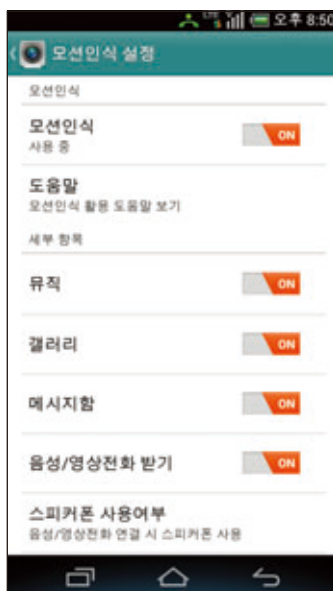 LTE 오후 8:50
모션인식 설정
모션인식
모션인식
ON
사용 중
도움말
모션인식 활용 도움말 보기
세부 항목
뮤직
ON
갤러리
ON
메시지함
ON
음성/영상전화 받기
ON
스피커폰 사용여부
음성/영상전화 연결 시 스피커폰 사용